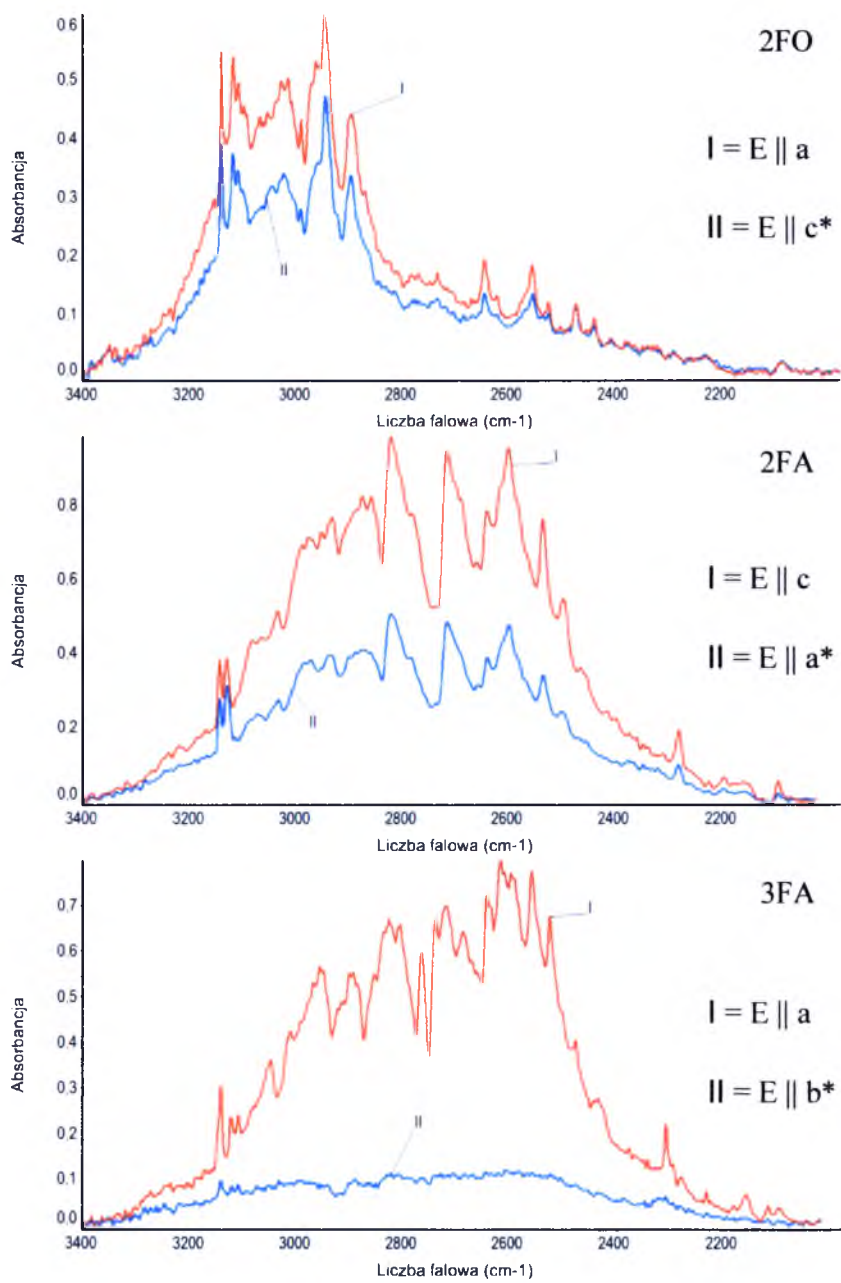 2FO
I = E || a
II = E || c*
Absorbancja
0.6
0.5
0.4
0.3
0.2
0.1
0.0
I
II
3400 3200 3000 2800 2600 2400 2200
Liczba falowa (cm-1)
2FA
I = E || c
II = E || a*
Absorbancja
0.8
0.6
0.4
0.2
0.0
I
II
3400 3200 3000 2800 2600 2400 2200
Liczba falowa (cm-1)
3FA
I = E || a
II = E || b*
Absorbancja
0.7
0.6
0.5
0.4
0.3
0.2
0.1
0.0
I
II
3400 3200 3000 2800 2600 2400 2200
Liczba falowa (cm-1)